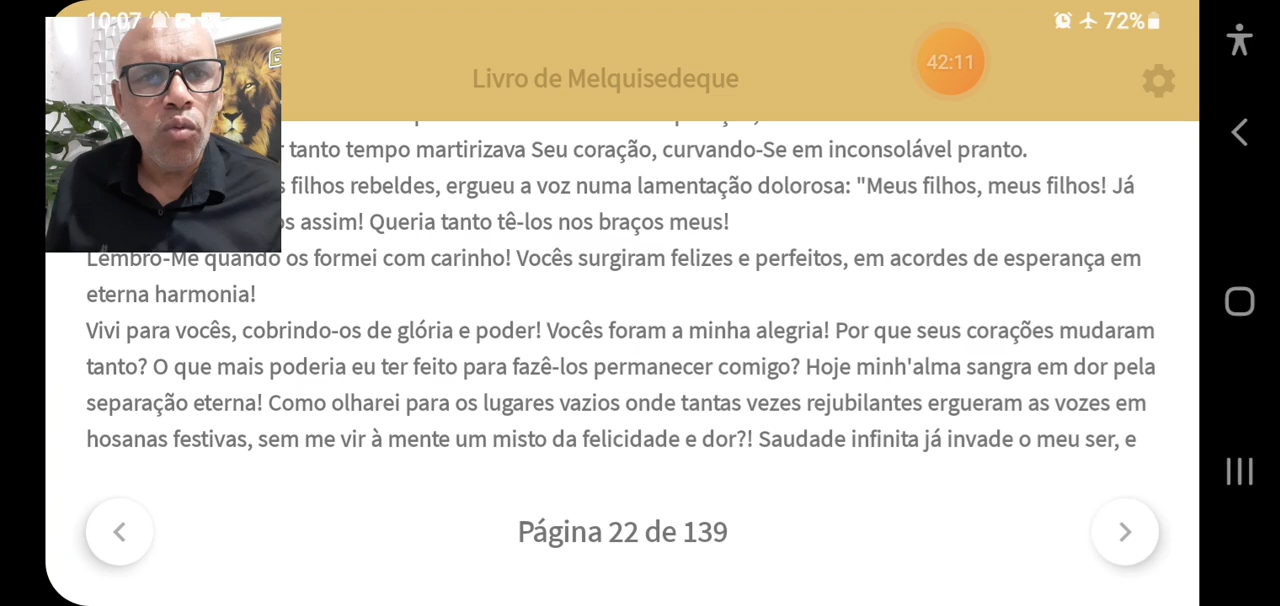 10:07
72%
Livro de Melquisedeque
42:11
tanto tempo martirizava Seu coração, curvando-Se em inconsolável pranto.
filhos rebeldes, ergueu a voz numa lamentação dolorosa: "Meus filhos, meus filhos! Já
assim! Queria tanto tê-los nos braços meus!
Lembro-Me quando os formei com carinho! Vocês surgiram felizes e perfeitos, em acordes de esperança em
eterna harmonia!
Vivi para vocês, cobrindo-os de glória e poder! Vocês foram a minha alegria! Por que seus corações mudaram
tanto? O que mais poderia eu ter feito para fazê-los permanecer comigo? Hoje minh'alma sangra em dor pela
separação eterna! Como olharei para os lugares vazios onde tantas vezes rejubilantes ergueram as vozes em
hosanas festivas, sem me vir à mente um misto da felicidade e dor?! Saudade infinita já invade o meu ser, e
Página 22 de 139